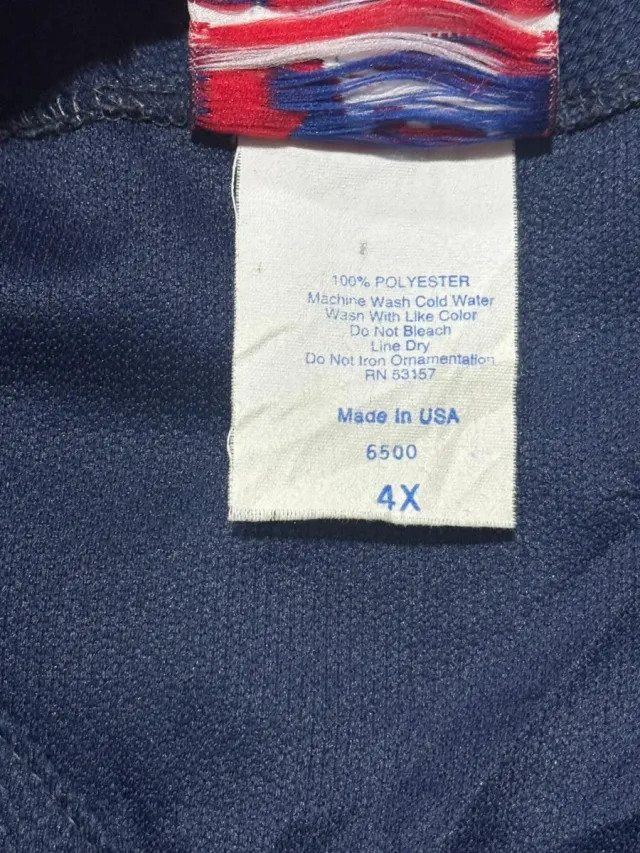 100% POLYESTER
Machine Wash Cold Water
Wash With Like Color
Do Not Bleach
Line Dry
Do Not Iron Ornamentation
RN 53157
Made in USA
6500
4X